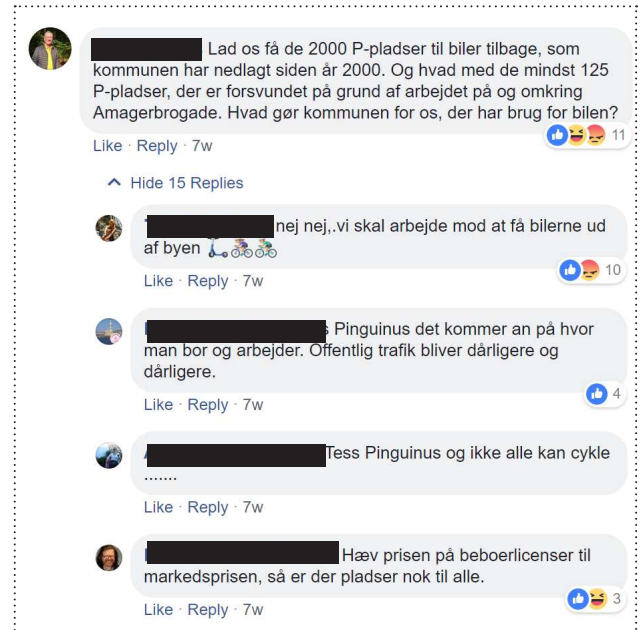 Lad os få de 2000 P-pladser til biler tilbage, som
kommunen har nedlagt siden år 2000. Og hvad med de mindst 125
P-pladser, der er forsvundet på grund af arbejdet på og omkring
Amagerbrogade. Hvad gør kommunen for os, der har brug for bilen?
11
Like · Reply · 7w
Hide 15 Replies
nej nej,.vi skal arbejde mod at få bilerne ud
af byen 🛴🚴🚴
10
Like · Reply · 7w
Pinguinus det kommer an på hvor
man bor og arbejder. Offentlig trafik bliver dårligere og
dårligere.
4
Like · Reply · 7w
Tess Pinguinus og ikke alle kan cykle
.......
Like · Reply · 7w
Hæv prisen på beboerlicenser til
markedsprisen, så er der pladser nok til alle.
3
Like · Reply · 7w